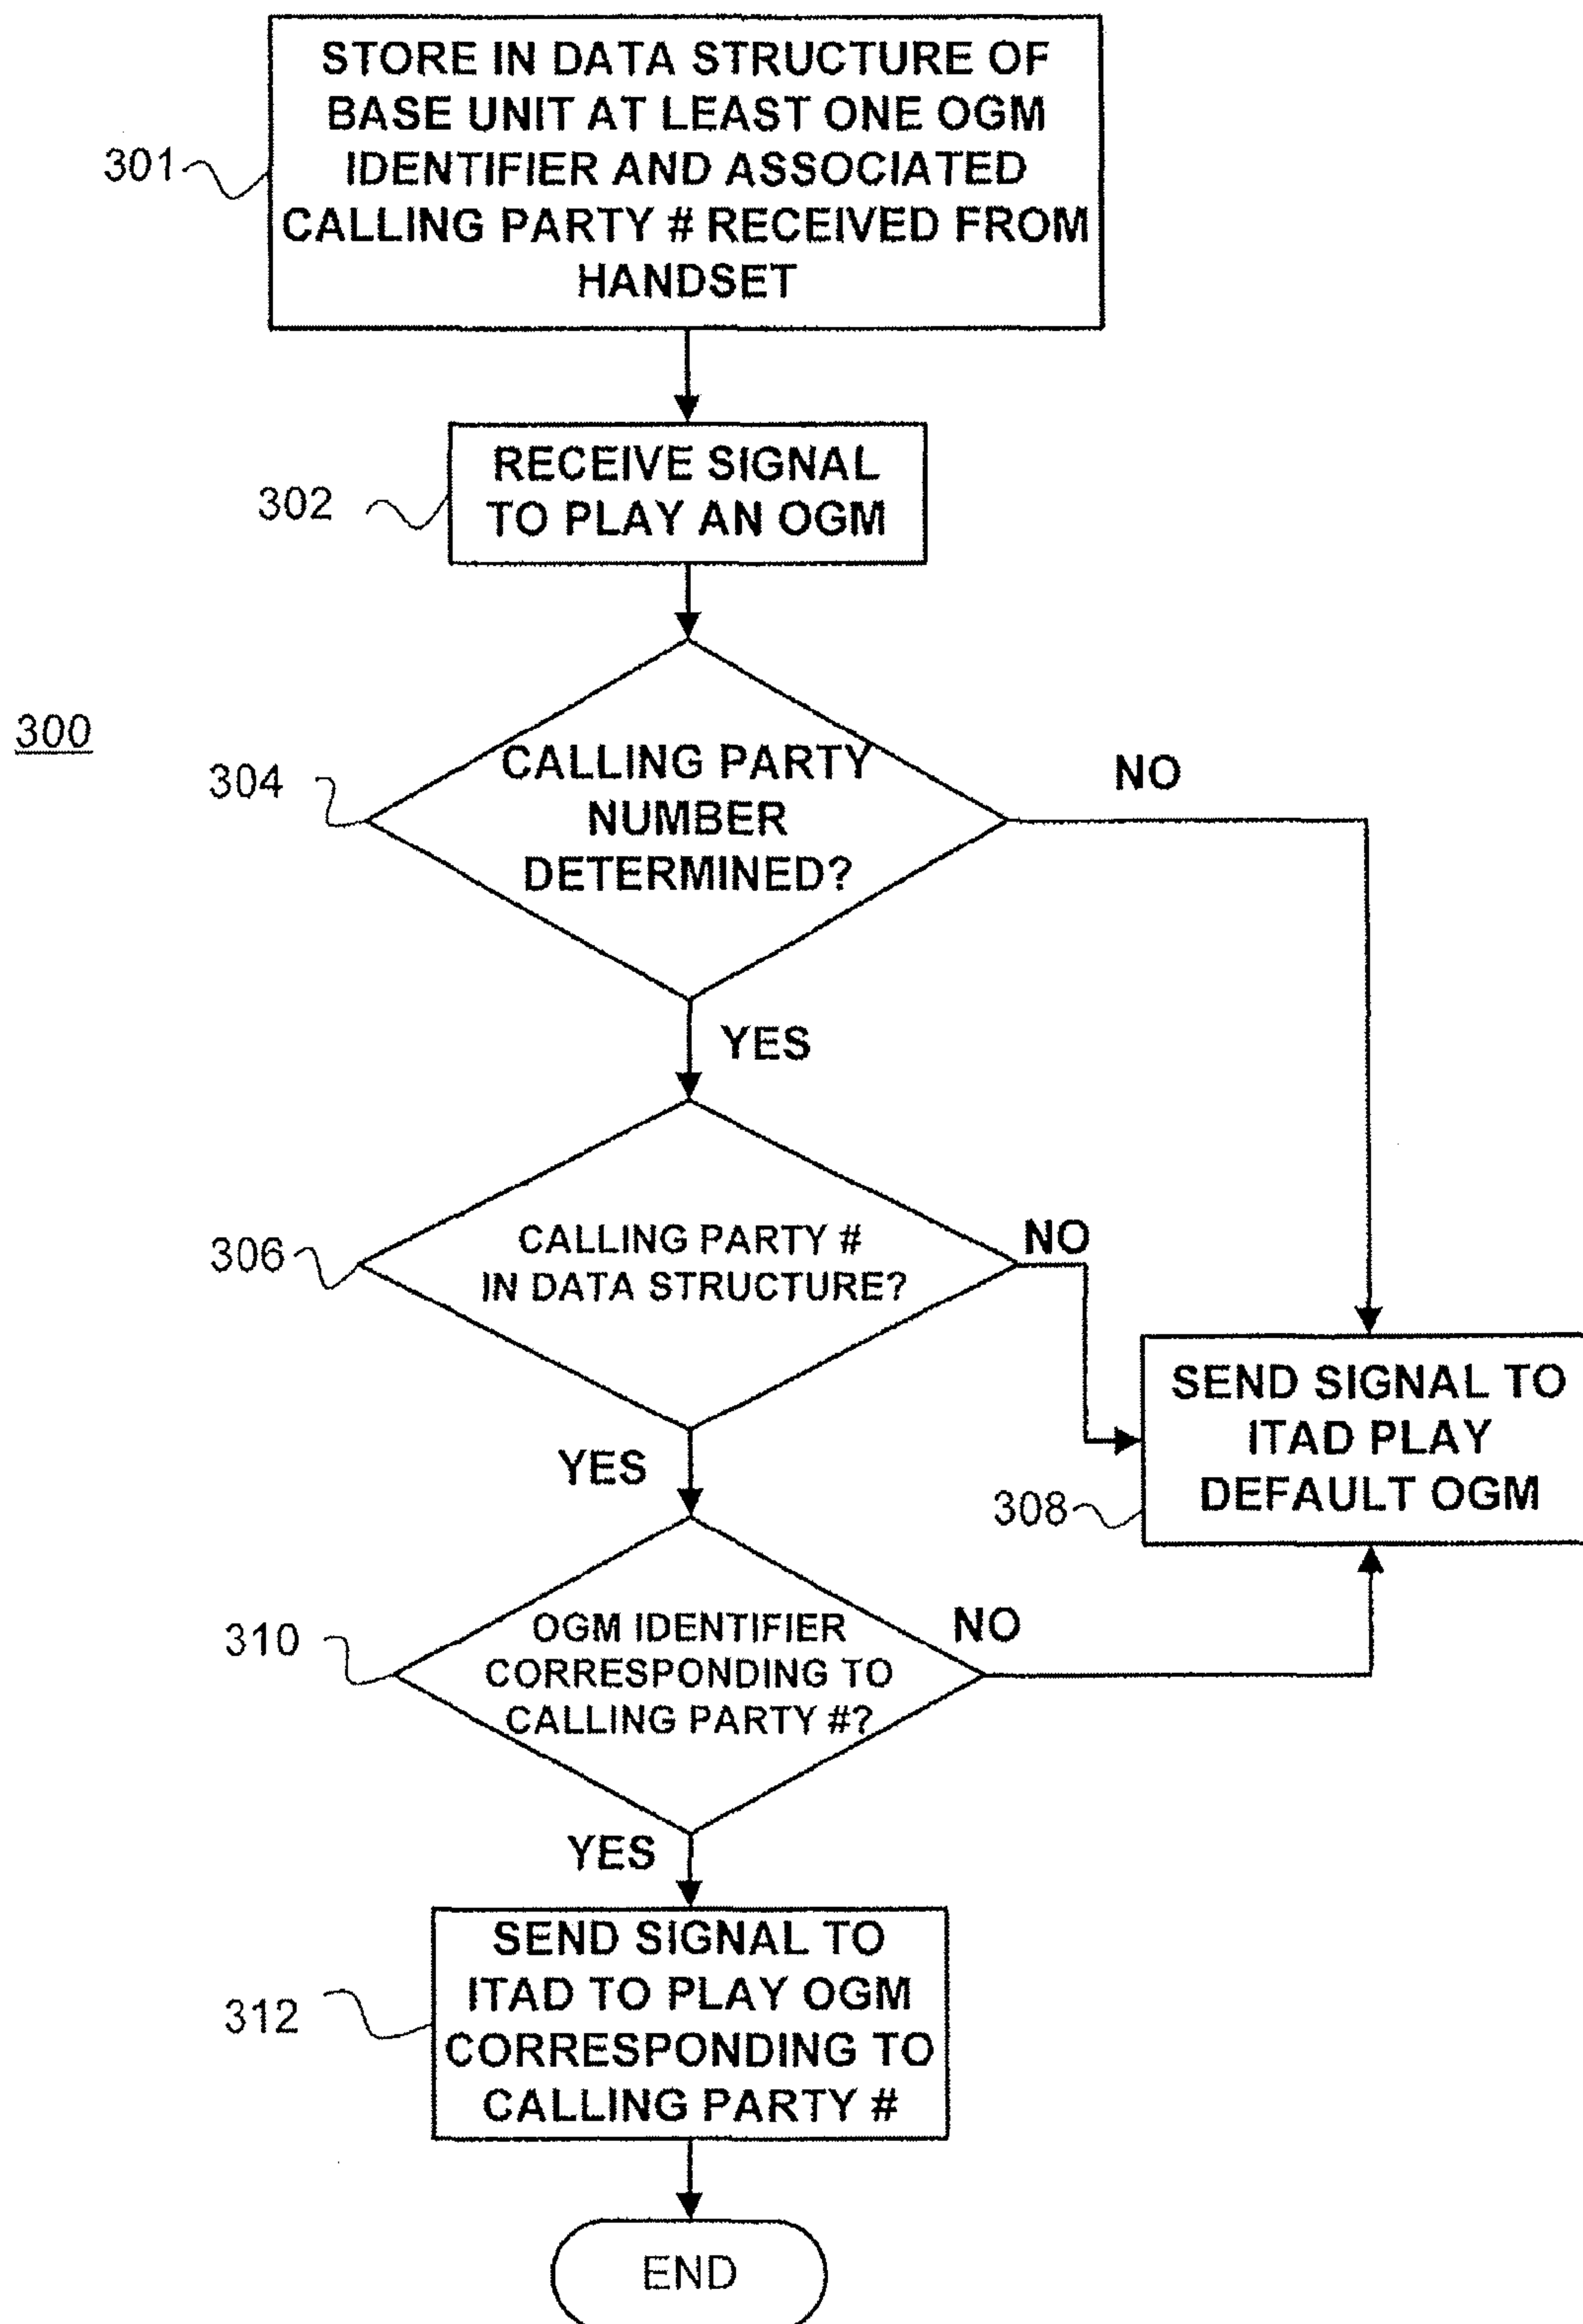 STORE IN DATA STRUCTURE OF
BASE UNIT AT LEAST ONE OGM
IDENTIFIER AND ASSOCIATED
CALLING PARTY # RECEIVED FROM
HANDSET
301
RECEIVE SIGNAL
TO PLAY AN OGM
302
300
CALLING PARTY
NUMBER
DETERMINED?
304
NO
YES
CALLING PARTY #
IN DATA STRUCTURE?
306
NO
YES
SEND SIGNAL TO
ITAD PLAY
DEFAULT OGM
308
OGM IDENTIFIER
CORRESPONDING TO
CALLING PARTY #?
310
NO
YES
SEND SIGNAL TO
ITAD TO PLAY OGM
CORRESPONDING TO
CALLING PARTY #
312
END